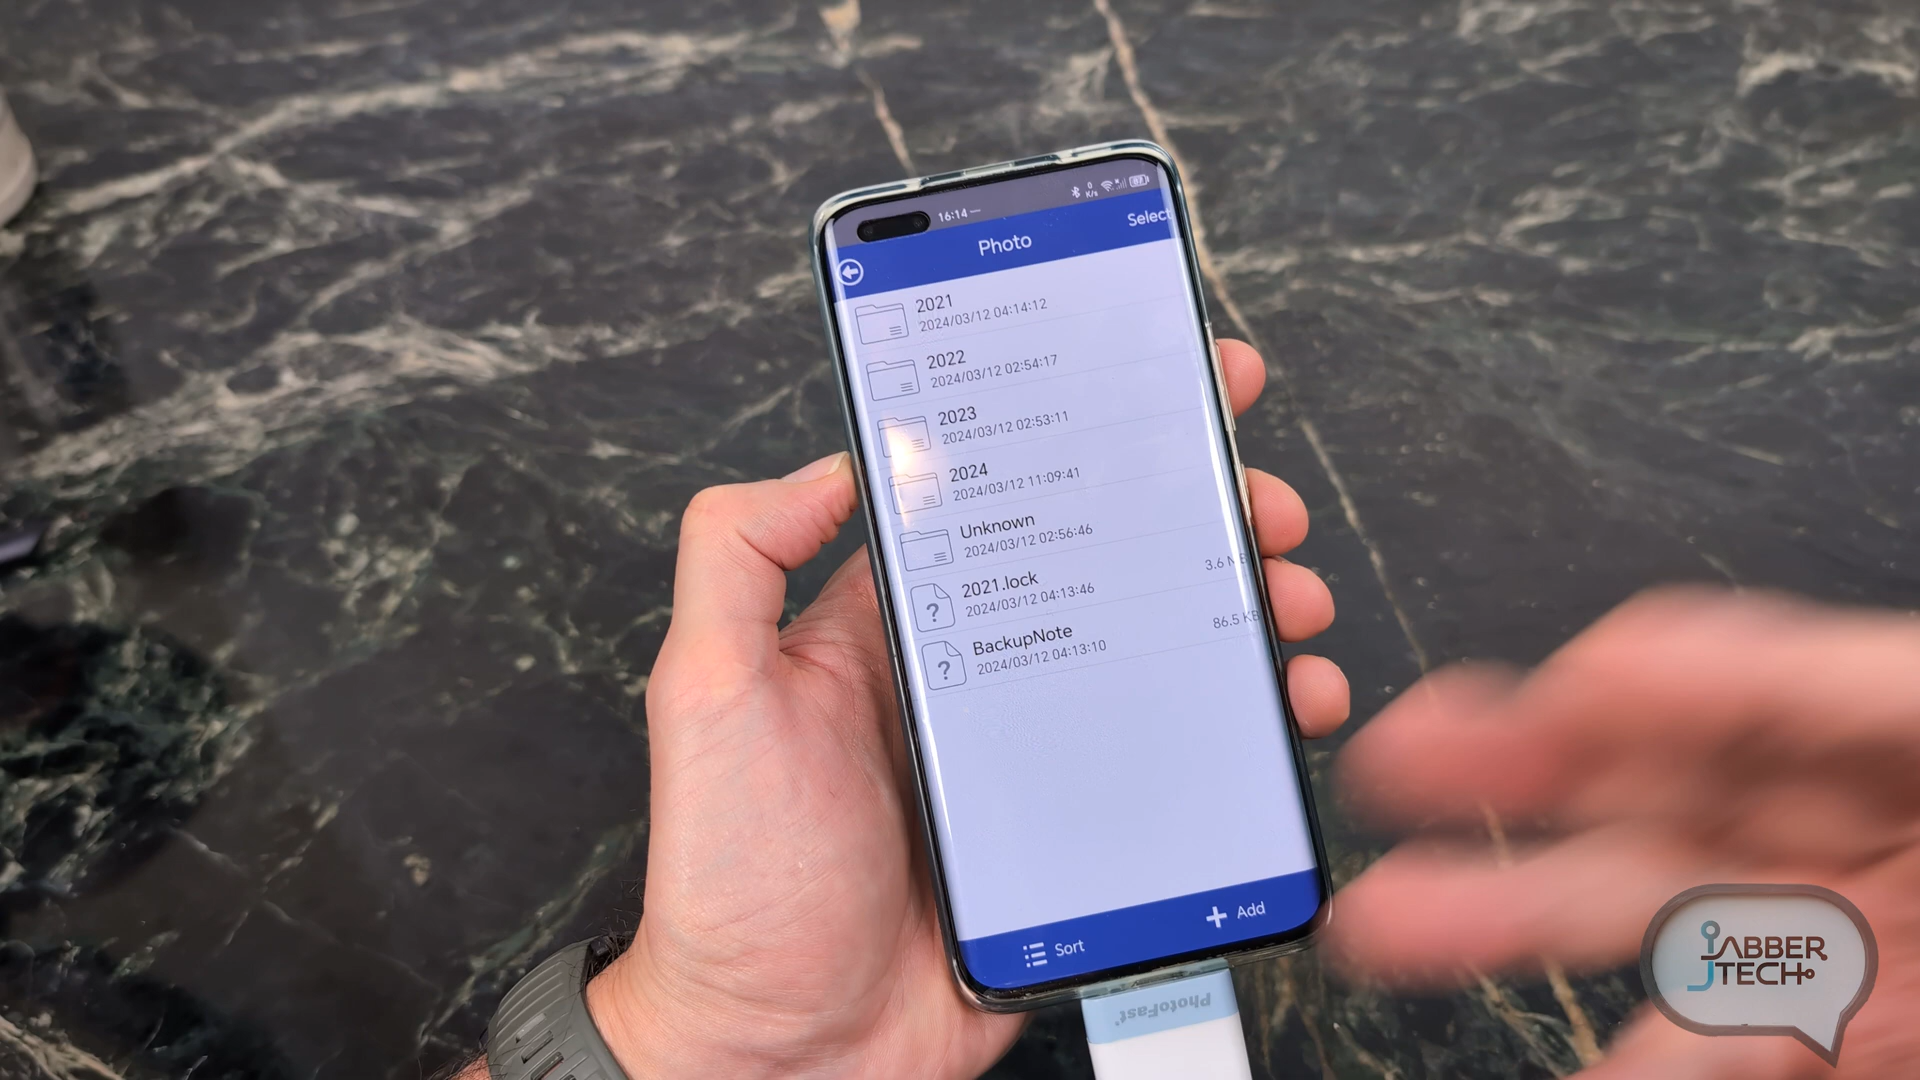 16:14
0
K/s
Photo
Select
2021
2024/03/12 04:14:12
2022
2024/03/12 02:54:17
2023
2024/03/12 02:53:11
2024
2024/03/12 11:09:41
Unknown
2024/03/12 02:56:46
2021.lock
3.6
2024/03/12 04:13:46
BackupNote
86.5 KB
2024/03/12 04:13:10
Sort
Add
PhotoFast
JABBER
TECH